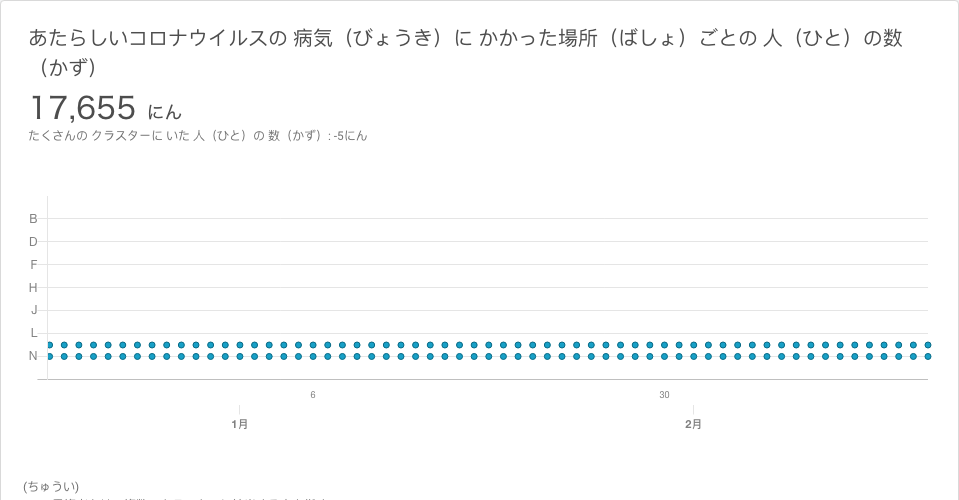 あたらしいコロナウイルスの 病気（びょうき）に かかった場所（ばしょ）ごとの 人（ひと）の数
（かず）
17,655 にん
たくさんの クラスターに いた 人（ひと）の 数（かず）: -5にん
B
D
F
H
J
L
N
6
30
1月
2月
(ちゅうい)